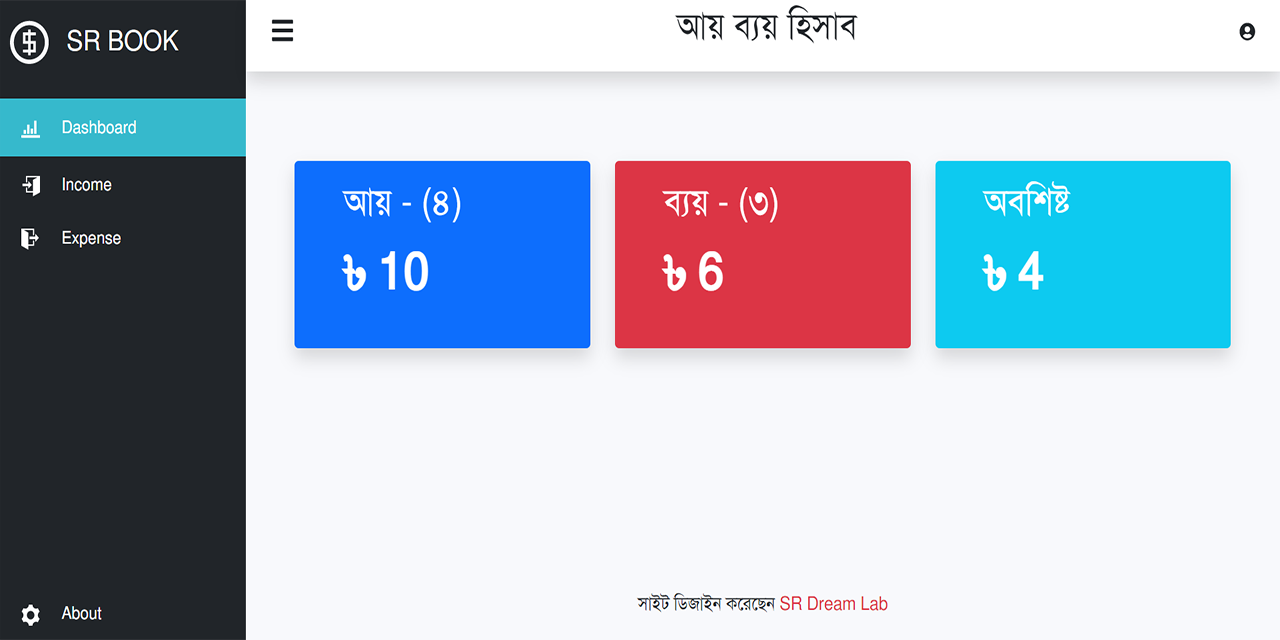 SR BOOK
আয় ব্যয় হিসাব
Dashboard
Income
Expense
আয় - (৪)
৳ 10
ব্যয় - (৩)
৳ 6
অবশিষ্ট
৳ 4
সাইট ডিজাইন করেছেন SR Dream Lab
About